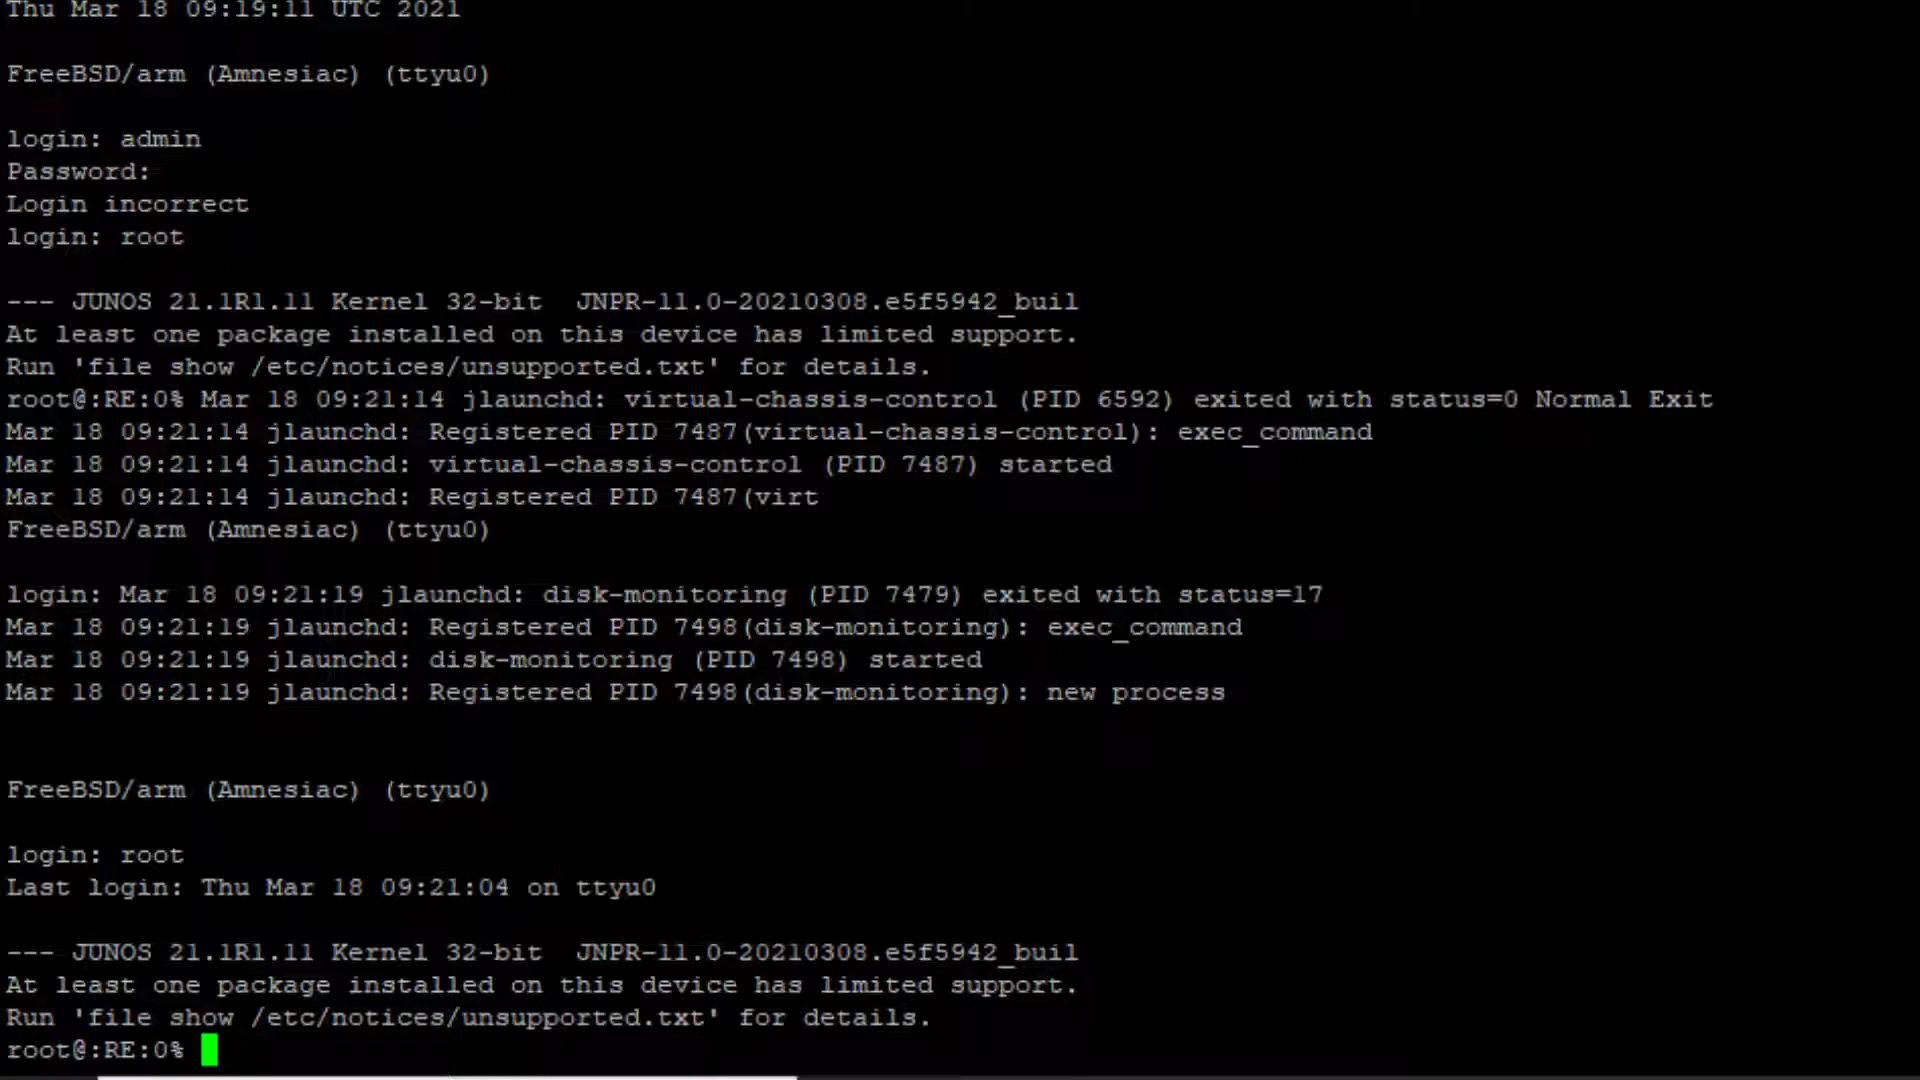 Thu Mar 18 09:19:11 UTC 2021
FreeBSD/arm (Amnesiac) (ttyu0)
login: admin
Password:
Login incorrect
login: root
--- JUNOS 21.1R1.11 Kernel 32-bit  JNPR-11.0-20210308.e5f5942_buil
At least one package installed on this device has limited support.
Run 'file show /etc/notices/unsupported.txt' for details.
root@:RE:0% Mar 18 09:21:14 jlaunchd: virtual-chassis-control (PID 6592) exited with status=0 Normal Exit
Mar 18 09:21:14 jlaunchd: Registered PID 7487(virtual-chassis-control): exec_command
Mar 18 09:21:14 jlaunchd: virtual-chassis-control (PID 7487) started
Mar 18 09:21:14 jlaunchd: Registered PID 7487(virt
FreeBSD/arm (Amnesiac) (ttyu0)
login: Mar 18 09:21:19 jlaunchd: disk-monitoring (PID 7479) exited with status=17
Mar 18 09:21:19 jlaunchd: Registered PID 7498(disk-monitoring): exec_command
Mar 18 09:21:19 jlaunchd: disk-monitoring (PID 7498) started
Mar 18 09:21:19 jlaunchd: Registered PID 7498(disk-monitoring): new process
FreeBSD/arm (Amnesiac) (ttyu0)
login: root
Last login: Thu Mar 18 09:21:04 on ttyu0
--- JUNOS 21.1R1.11 Kernel 32-bit  JNPR-11.0-20210308.e5f5942_buil
At least one package installed on this device has limited support.
Run 'file show /etc/notices/unsupported.txt' for details.
root@:RE:0%